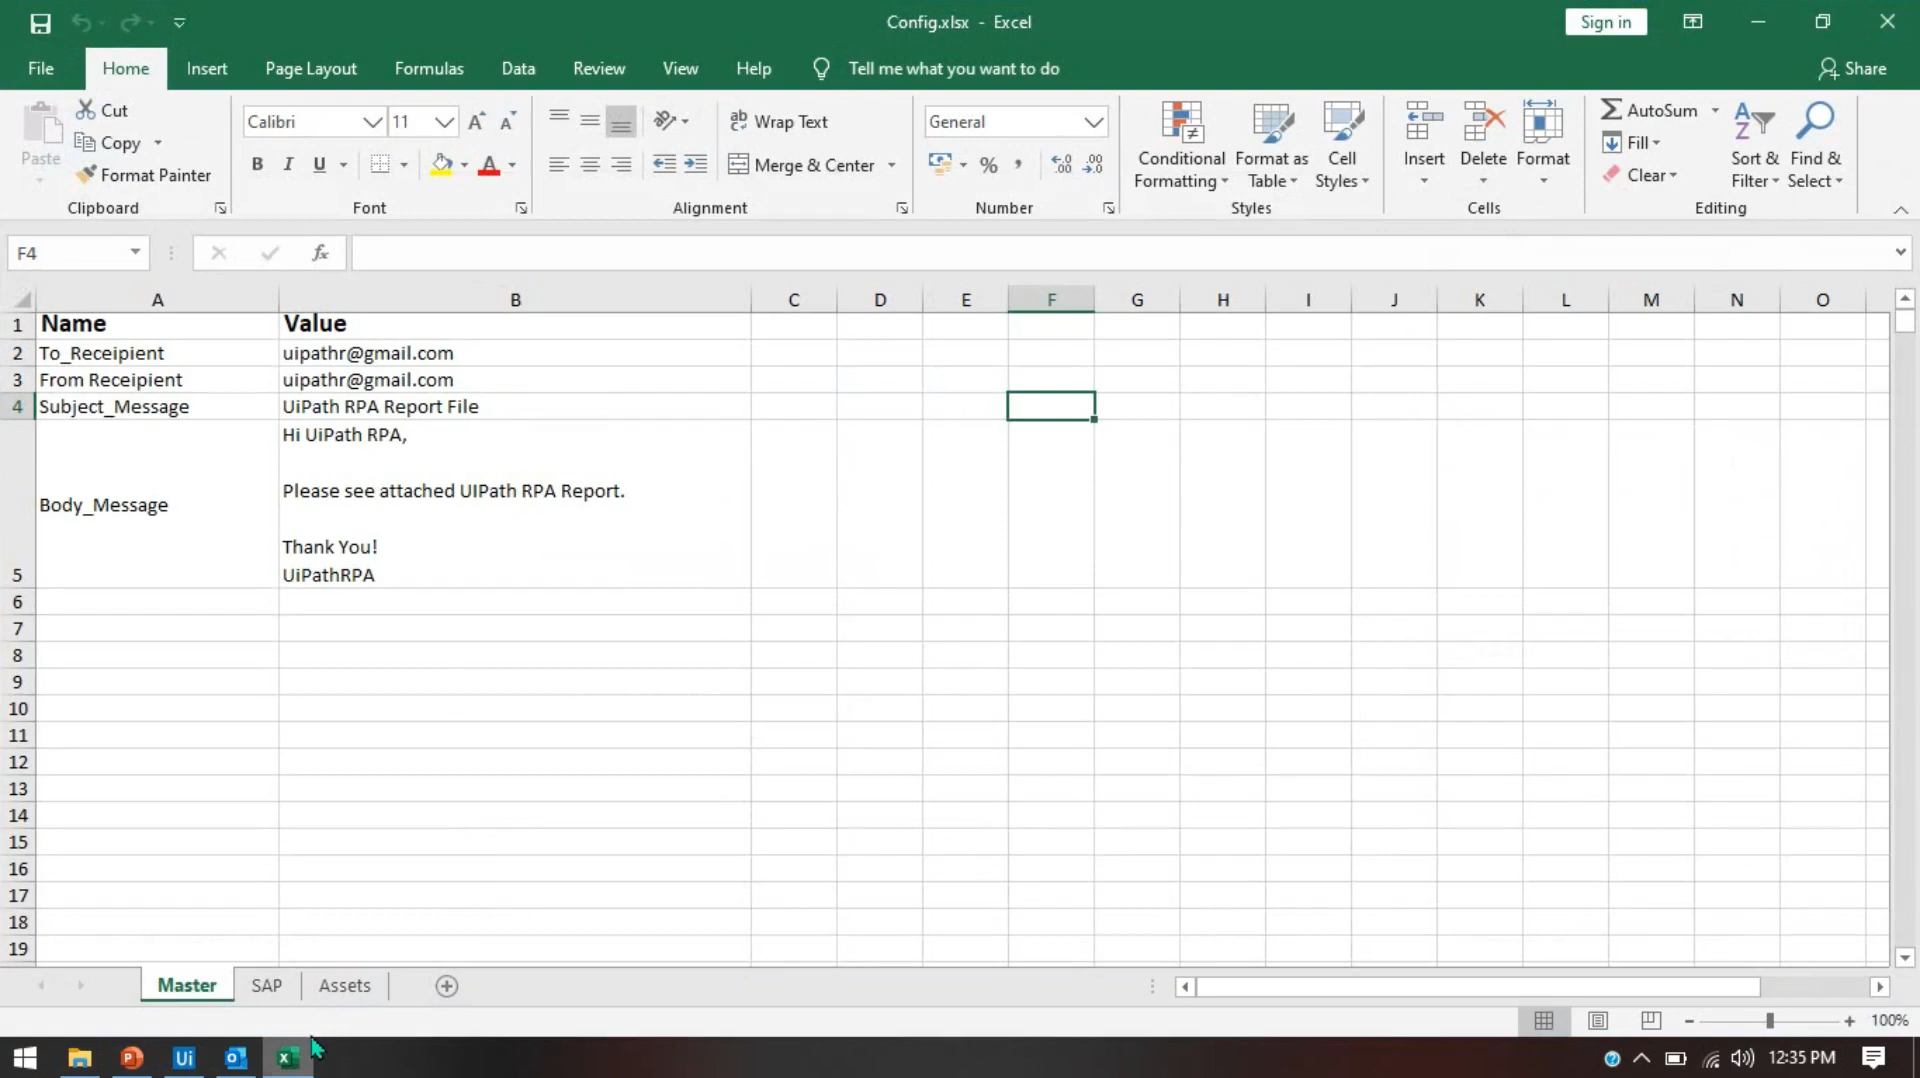 Config.xlsx - Excel
Sign in
File Home Insert Page Layout Formulas Data Review View Help Tell me what you want to do Share
Paste
Cut
Copy
Format Painter
Clipboard
Calibri 11
B I U A
Font
ab Wrap Text
Merge & Center
Alignment
General
% ,
Number
Conditional Formatting
Format as Table
Cell Styles
Styles
Insert
Delete
Format
Cells
AutoSum
Fill
Clear
Sort & Filter
Find & Select
Editing
F4
fx
A B C D E F G H I J K L M N O
1 Name Value
2 To_Receipient uipathr@gmail.com
3 From Receipient uipathr@gmail.com
4 Subject_Message UiPath RPA Report File
Hi UiPath RPA,
Please see attached UIPath RPA Report.
Body_Message
Thank You!
5 UiPathRPA
6
7
8
9
10
11
12
13
14
15
16
17
18
19
Master SAP Assets
100%
Ui
12:35 PM